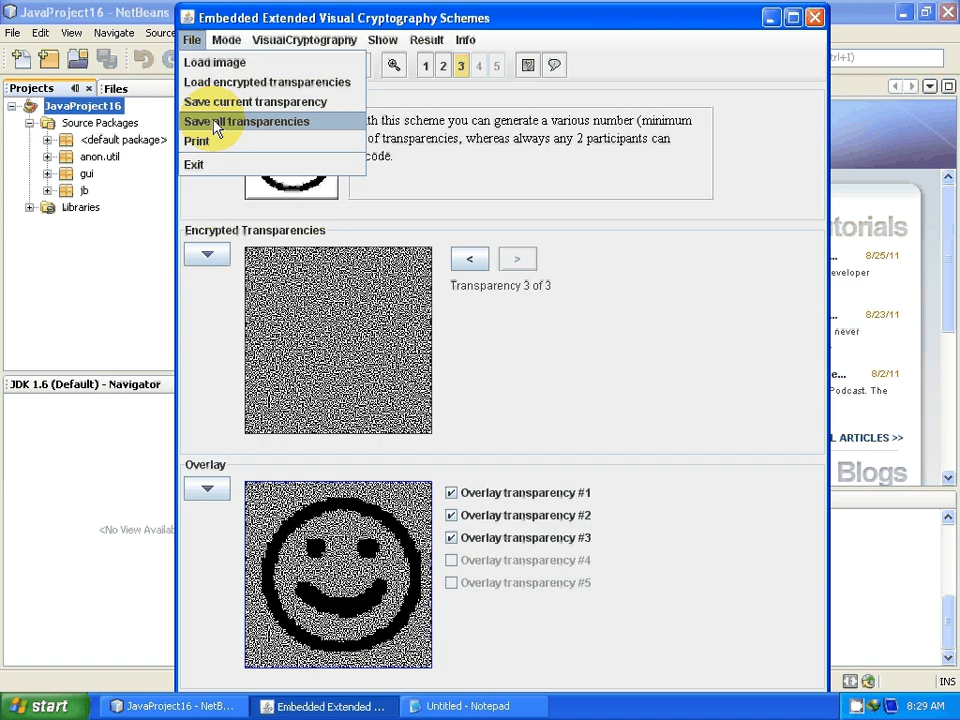 JavaProject16 - NetBeans
Embedded Extended Visual Cryptography Schemes
File Edit View Navigate Source
File Mode VisualCryptography Show Result Info
Load image
Load encrypted transparencies
Save current transparency
Save all transparencies
Print
Exit
1 2 3 4 5
trl+I)
Projects Files
JavaProject16
Source Packages
<default package>
anon.util
gui
jb
Libraries
th this scheme you can generate a various number (minimum
of transparencies, whereas always any 2 participants can
code.
Encrypted Transparencies
< >
Transparency 3 of 3
JDK 1.6 (Default) - Navigator
<No View Availab
Overlay
Overlay transparency #1
Overlay transparency #2
Overlay transparency #3
Overlay transparency #4
Overlay transparency #5
utorials
... 8/25/11
eveloper
... 8/23/11
never
e... 8/2/11
Podcast. The
L ARTICLES >>
Blogs
INS
start
JavaProject16 - NetB...
Embedded Extended ...
Untitled - Notepad
8:29 AM